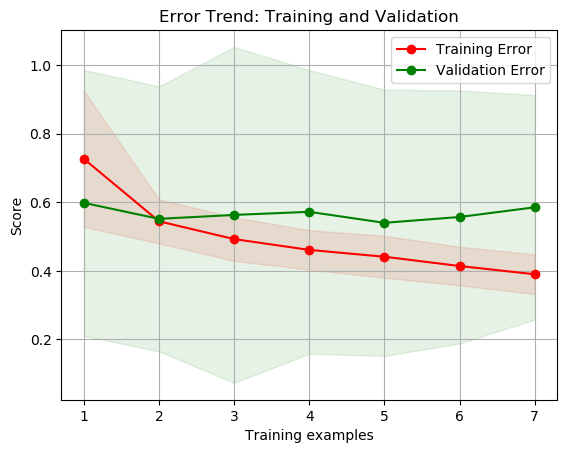 Error Trend: Training and Validation
Training Error
Validation Error
Score
1.0
0.8
0.6
0.4
0.2
1 2 3 4 5 6 7
Training examples